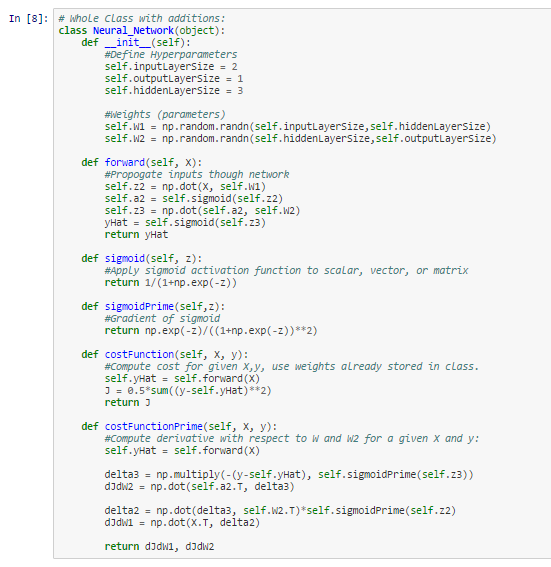 In [8]: # Whole Class with additions:
class Neural_Network(object):
    def __init__(self):
        #Define Hyperparameters
        self.inputLayerSize = 2
        self.outputLayerSize = 1
        self.hiddenLayerSize = 3

        #Weights (parameters)
        self.W1 = np.random.randn(self.inputLayerSize,self.hiddenLayerSize)
        self.W2 = np.random.randn(self.hiddenLayerSize,self.outputLayerSize)

    def forward(self, X):
        #Propogate inputs though network
        self.z2 = np.dot(X, self.W1)
        self.a2 = self.sigmoid(self.z2)
        self.z3 = np.dot(self.a2, self.W2)
        yHat = self.sigmoid(self.z3)
        return yHat

    def sigmoid(self, z):
        #Apply sigmoid activation function to scalar, vector, or matrix
        return 1/(1+np.exp(-z))

    def sigmoidPrime(self,z):
        #Gradient of sigmoid
        return np.exp(-z)/((1+np.exp(-z))**2)

    def costFunction(self, X, y):
        #Compute cost for given X,y, use weights already stored in class.
        self.yHat = self.forward(X)
        J = 0.5*sum((y-self.yHat)**2)
        return J

    def costFunctionPrime(self, X, y):
        #Compute derivative with respect to W and W2 for a given X and y:
        self.yHat = self.forward(X)

        delta3 = np.multiply(-(y-self.yHat), self.sigmoidPrime(self.z3))
        dJdW2 = np.dot(self.a2.T, delta3)

        delta2 = np.dot(delta3, self.W2.T)*self.sigmoidPrime(self.z2)
        dJdW1 = np.dot(X.T, delta2)

        return dJdW1, dJdW2